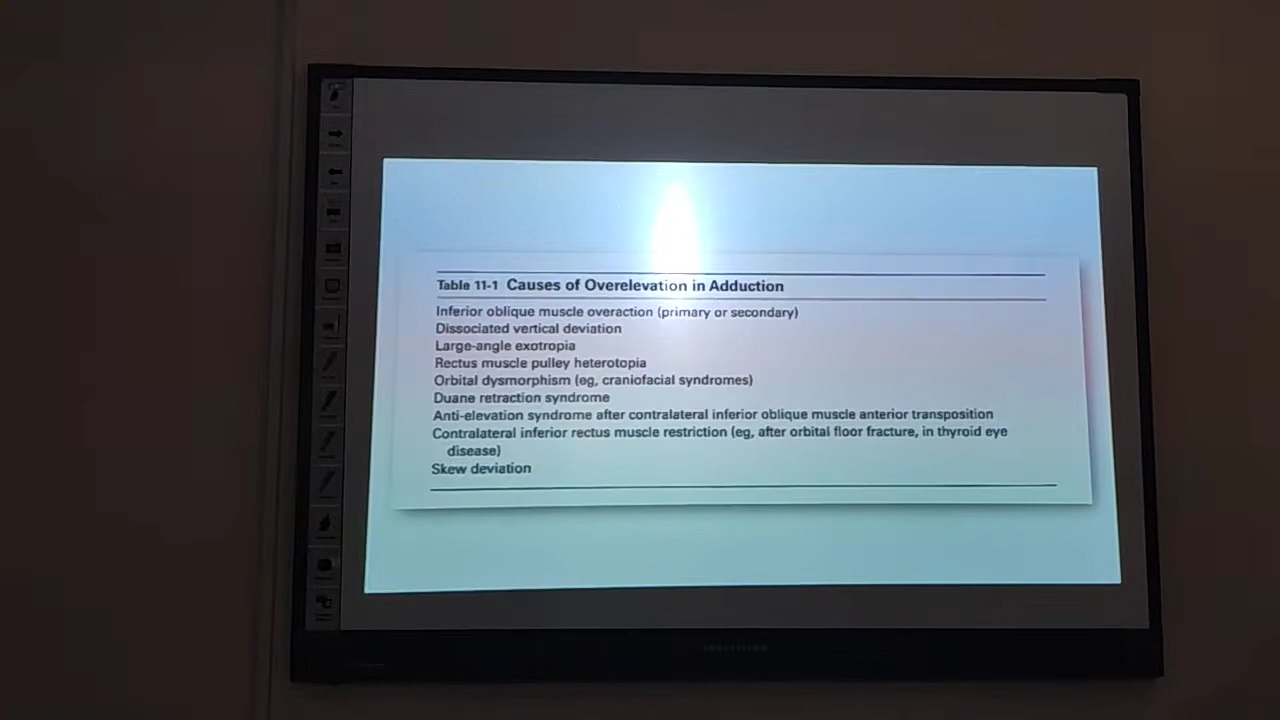 Table 11-1 Causes of Overelevation in Adduction
Inferior oblique muscle overaction (primary or secondary)
Dissociated vertical deviation
Large-angle exotropia
Rectus muscle pulley heterotopia
Orbital dysmorphism (eg, craniofacial syndromes)
Duane retraction syndrome
Anti-elevation syndrome after contralateral inferior oblique muscle anterior transposition
Contralateral inferior rectus muscle restriction (eg, after orbital floor fracture, in thyroid eye
disease)
Skew deviation